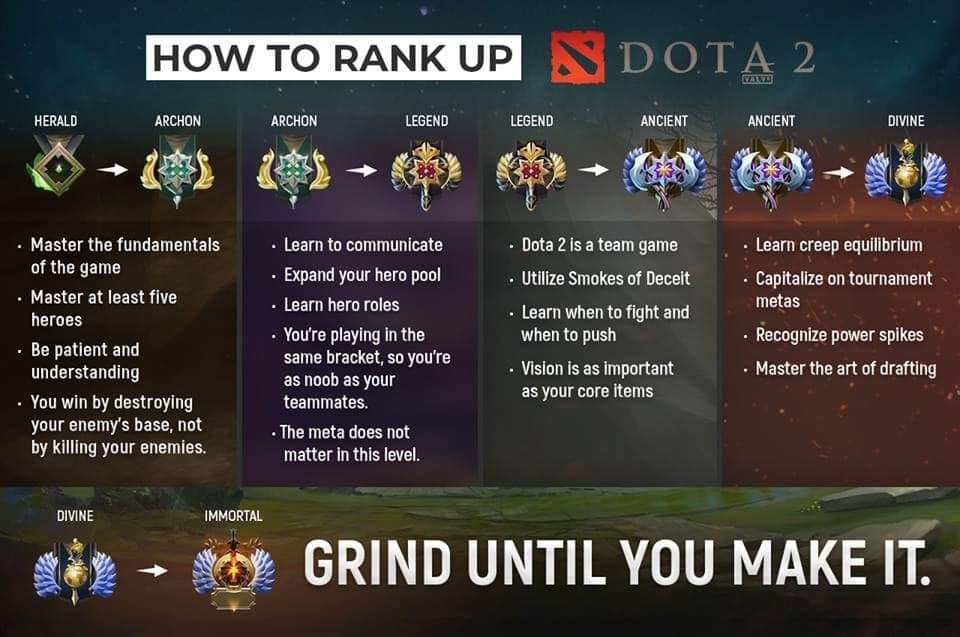 HOW TO RANK UP
DOTA 2
VALVE
HERALD
ARCHON
• Master the fundamentals
of the game
• Master at least five
heroes
• Be patient and
understanding
• You win by destroying
your enemy's base, not
by killing your enemies.
ARCHON
LEGEND
• Learn to communicate
• Expand your hero pool
• Learn hero roles
• You're playing in the
same bracket, so you're
as noob as your
teammates.
• The meta does not
matter in this level.
LEGEND
ANCIENT
• Dota 2 is a team game
• Utilize Smokes of Deceit
• Learn when to fight and
when to push
• Vision is as important
as your core items
ANCIENT
DIVINE
• Learn creep equilibrium
• Capitalize on tournament
metas
• Recognize power spikes
• Master the art of drafting
DIVINE
IMMORTAL
GRIND UNTIL YOU MAKE IT.